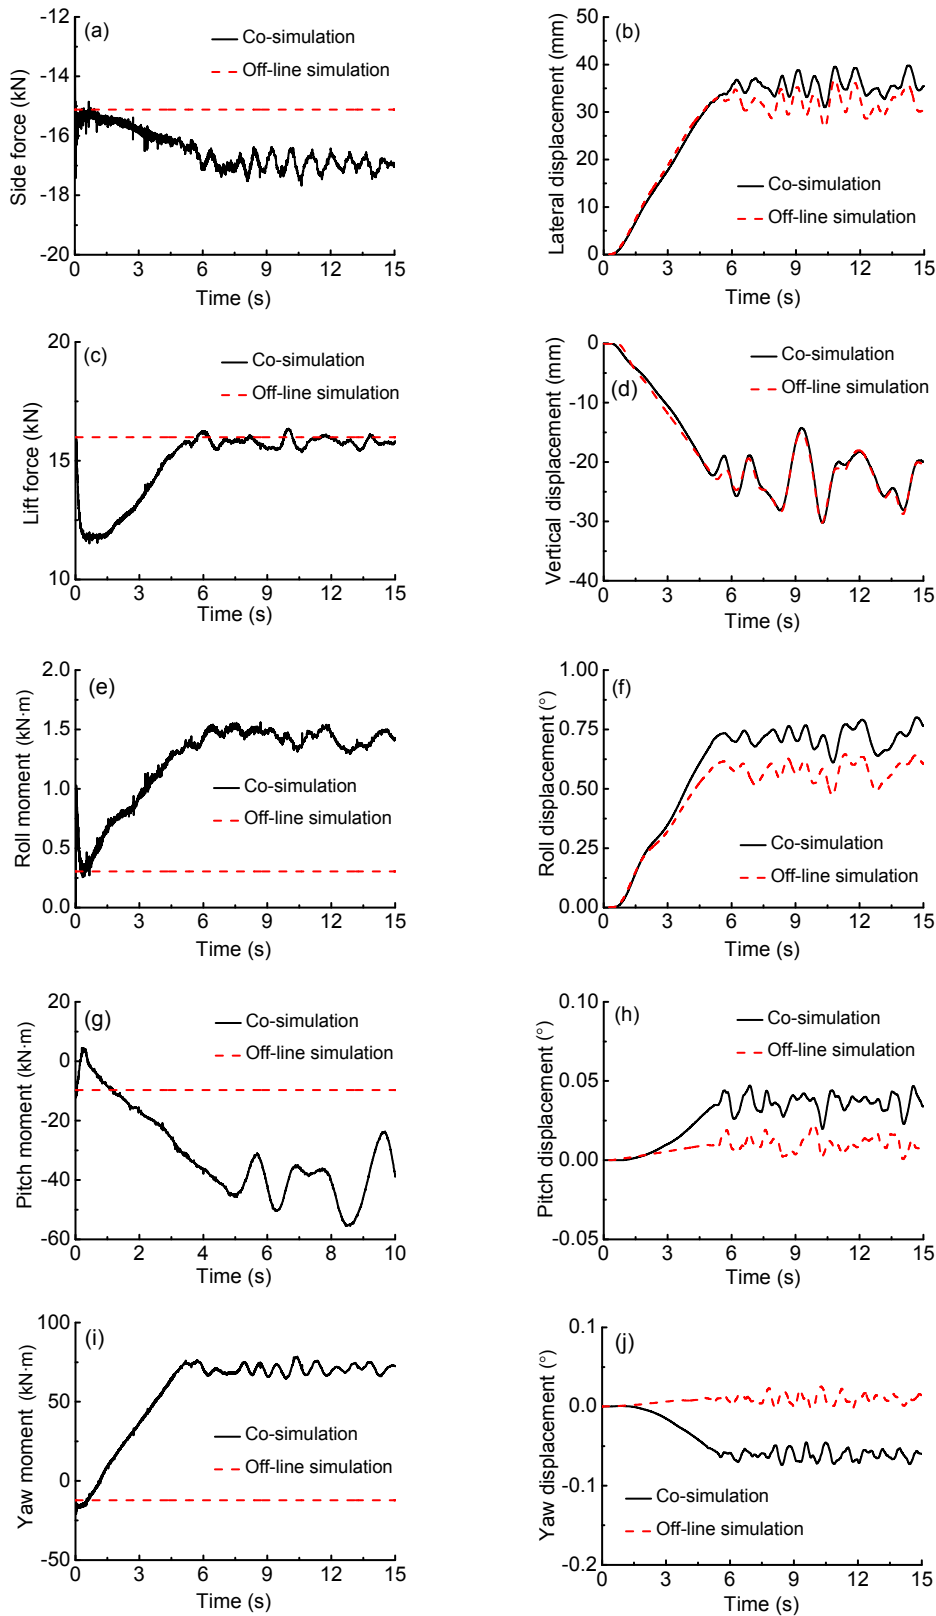 (a)
Co-simulation
Off-line simulation
Side force (kN)
-12
-14
-16
-18
-20
0 3 6 9 12 15
Time (s)
(b)
Co-simulation
Off-line simulation
Lateral displacement (mm)
50
40
30
20
10
0
0 3 6 9 12 15
Time (s)
(c)
Co-simulation
Off-line simulation
Lift force (kN)
20
15
10
0 3 6 9 12 15
Time (s)
(d)
Co-simulation
Off-line simulation
Vertical displacement (mm)
0
-10
-20
-30
-40
0 3 6 9 12 15
Time (s)
(e)
Co-simulation
Off-line simulation
Roll moment (kN·m)
2.0
1.5
1.0
0.5
0.0
0 3 6 9 12 15
Time (s)
(f)
Co-simulation
Off-line simulation
Roll displacement (°)
1.00
0.75
0.50
0.25
0.00
0 3 6 9 12 15
Time (s)
(g)
Co-simulation
Off-line simulation
Pitch moment (kN·m)
20
0
-20
-40
-60
0 2 4 6 8 10
Time (s)
(h)
Co-simulation
Off-line simulation
Pitch displacement (°)
0.10
0.05
0.00
-0.05
0 3 6 9 12 15
Time (s)
(i)
Co-simulation
Off-line simulation
Yaw moment (kN·m)
100
50
0
-50
0 3 6 9 12 15
Time (s)
(j)
Co-simulation
Off-line simulation
Yaw displacement (°)
0.1
0.0
-0.1
-0.2
0 3 6 9 12 15
Time (s)